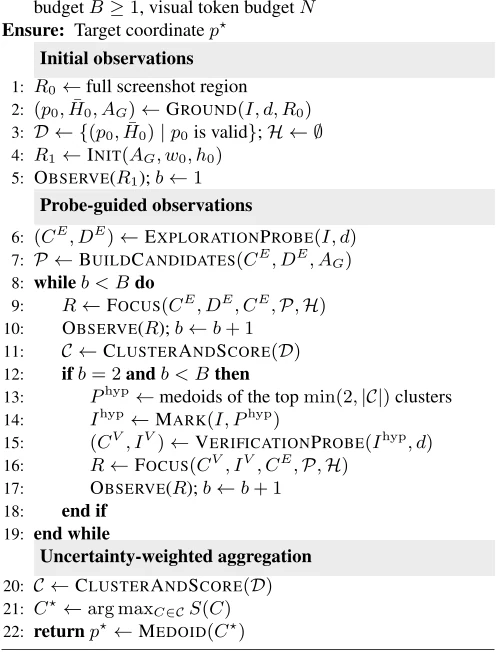 budget B ≥ 1, visual token budget N
Ensure: Target coordinate p⋆
Initial observations
1: R₀ ← full screenshot region
2: (p₀, H̄₀, A_G) ← GROUND(I, d, R₀)
3: 𝒟 ← {(p₀, H̄₀) | p₀ is valid}; ℋ ← ∅
4: R₁ ← INIT(A_G, w₀, h₀)
5: OBSERVE(R₁); b ← 1
Probe-guided observations
6: (C^E, D^E) ← EXPLORATIONPROBE(I, d)
7: 𝒫 ← BUILDCANDIDATES(C^E, D^E, A_G)
8: while b < B do
9: R ← FOCUS(C^E, D^E, C^E, 𝒫, ℋ)
10: OBSERVE(R); b ← b + 1
11: 𝒞 ← CLUSTERANDSCORE(𝒟)
12: if b = 2 and b < B then
13: P^hyp ← medoids of the top min(2, |𝒞|) clusters
14: I^hyp ← MARK(I, P^hyp)
15: (C^V, I^V) ← VERIFICATIONPROBE(I^hyp, d)
16: R ← FOCUS(C^V, I^V, C^E, 𝒫, ℋ)
17: OBSERVE(R); b ← b + 1
18: end if
19: end while
Uncertainty-weighted aggregation
20: 𝒞 ← CLUSTERANDSCORE(𝒟)
21: C⋆ ← arg max_{C∈𝒞} S(C)
22: return p⋆ ← MEDOID(C⋆)